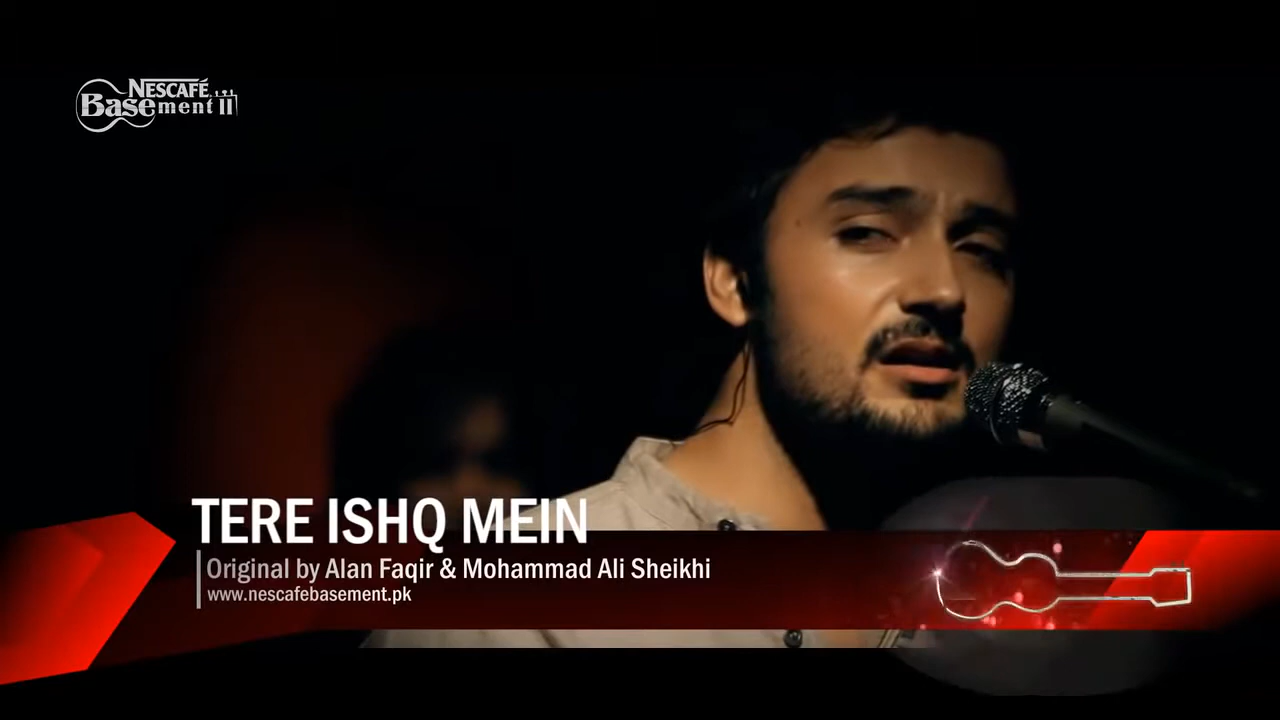 NESCAFÉ
Basement II
TERE ISHQ MEIN
Original by Alan Faqir & Mohammad Ali Sheikhi
www.nescafebasement.pk